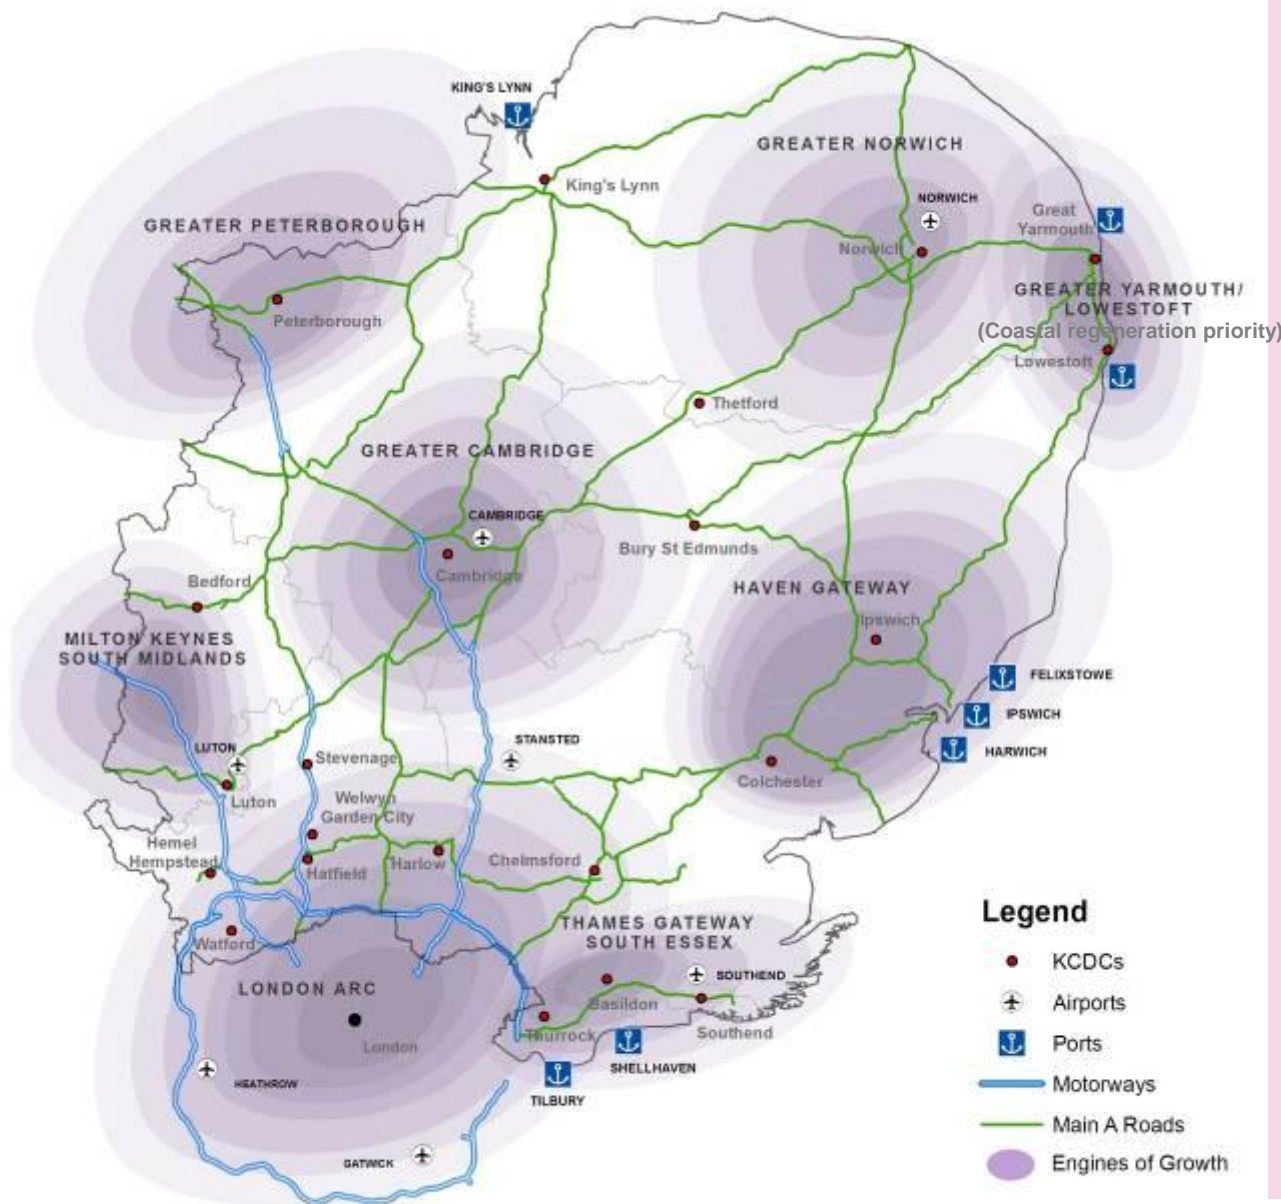 KING'S LYNN
GREATER NORWICH
King's Lynn
NORWICH
Great
Yarmouth
GREATER PETERBOROUGH
Norwich
GREATER YARMOUTH/
LOWESTOFT
(Coastal regeneration priority)
Peterborough
Lowestoft
Thetford
GREATER CAMBRIDGE
CAMBRIDGE
Bury St Edmunds
Cambridge
Bedford
HAVEN GATEWAY
Ipswich
MILTON KEYNES
SOUTH MIDLANDS
FELIXSTOWE
IPSWICH
HARWICH
LUTON
STANSTED
Stevenage
Colchester
Luton
Welwyn
Garden City
Hemel
Hempstead
Hatfield
Harlow
Chelmsford
THAMES GATEWAY
SOUTH ESSEX
Watford
SOUTHEND
LONDON ARC
Basildon
Southend
Thurrock
London
SHELLHAVEN
HEATHROW
TILBURY
GATWICK
Legend
KCDCs
Airports
Ports
Motorways
Main A Roads
Engines of Growth